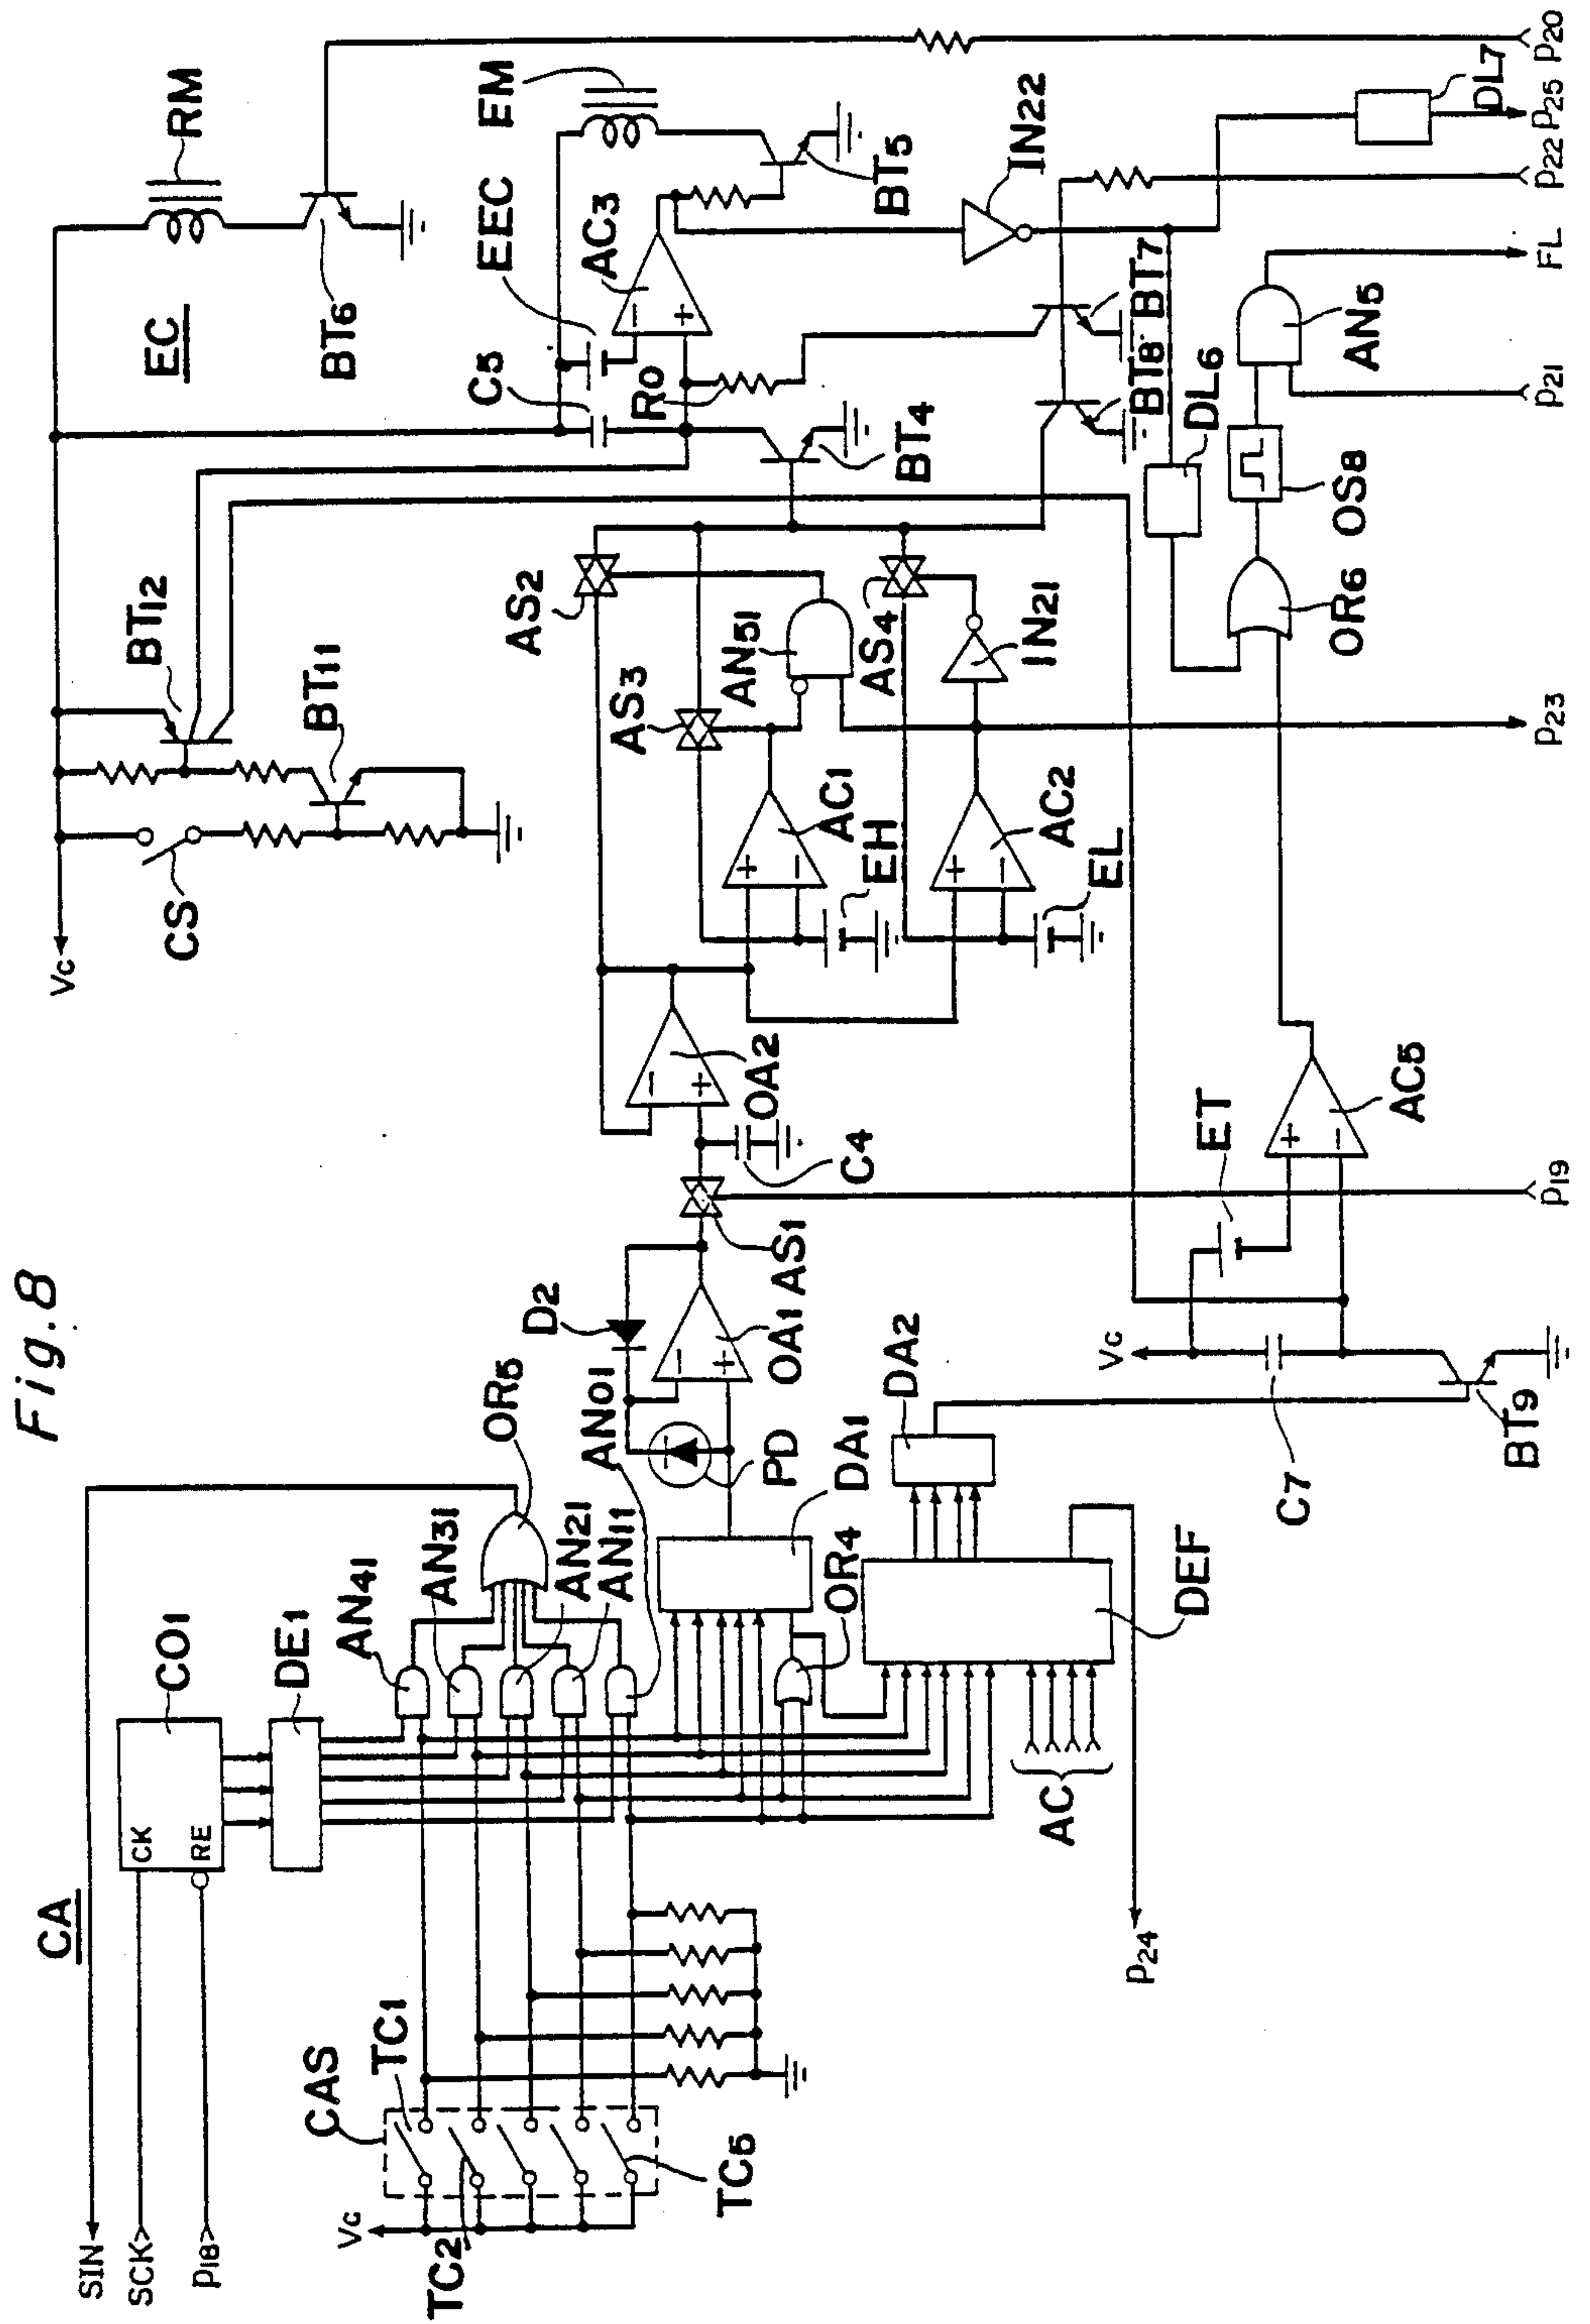 Fig.8
CA
SIN
SCK
P18
CK
RE
CO1
DE1
CAS
TC1
TC2
TC5
Vc
AN41
AN31
AN21
AN11
AN01
OR5
D2
PD
DA1
OR4
AC
DEF
P24
DA2
OA1
AS1
C4
OA2
Vc
C7
BT9
ET
AC5
P19
Vc
CS
BT11
BT12
EC
BT6
RM
AS2
AS3
AN51
AS4
IN21
AC1
EH
AC2
EL
P23
C5
EEC
EM
AC3
R0
BT4
BT5
IN22
BT8
BT7
DL6
OR6
OS8
AN5
DL7
P21
FL
P22
P25
P20
+
−
+
−
+
−
+
−
+
−
+
−